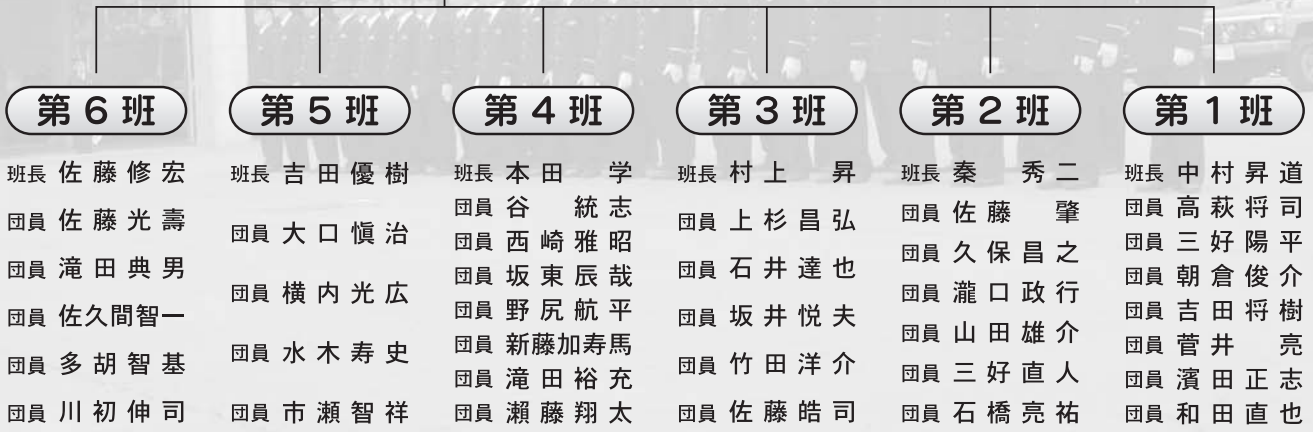 第6班
班長 佐藤修宏
団員 佐藤光壽
団員 滝田典男
団員 佐久間智一
団員 多胡智基
団員 川初伸司
第5班
班長 吉田優樹
団員 大口愼治
団員 横内光広
団員 水木寿史
団員 市瀬智祥
第4班
班長 本田 学
団員 谷 統志
団員 西崎雅昭
団員 坂東辰哉
団員 野尻航平
団員 新藤加寿馬
団員 滝田裕充
団員 瀬藤翔太
第3班
班長 村上 昇
団員 上杉昌弘
団員 石井達也
団員 坂井悦夫
団員 竹田洋介
団員 佐藤皓司
第2班
班長 秦 秀二
団員 佐藤 肇
団員 久保昌之
団員 瀧口政行
団員 山田雄介
団員 三好直人
団員 石橋亮祐
第1班
班長 中村昇道
団員 高萩将司
団員 三好陽平
団員 朝倉俊介
団員 吉田将樹
団員 菅井 亮
団員 濱田正志
団員 和田直也